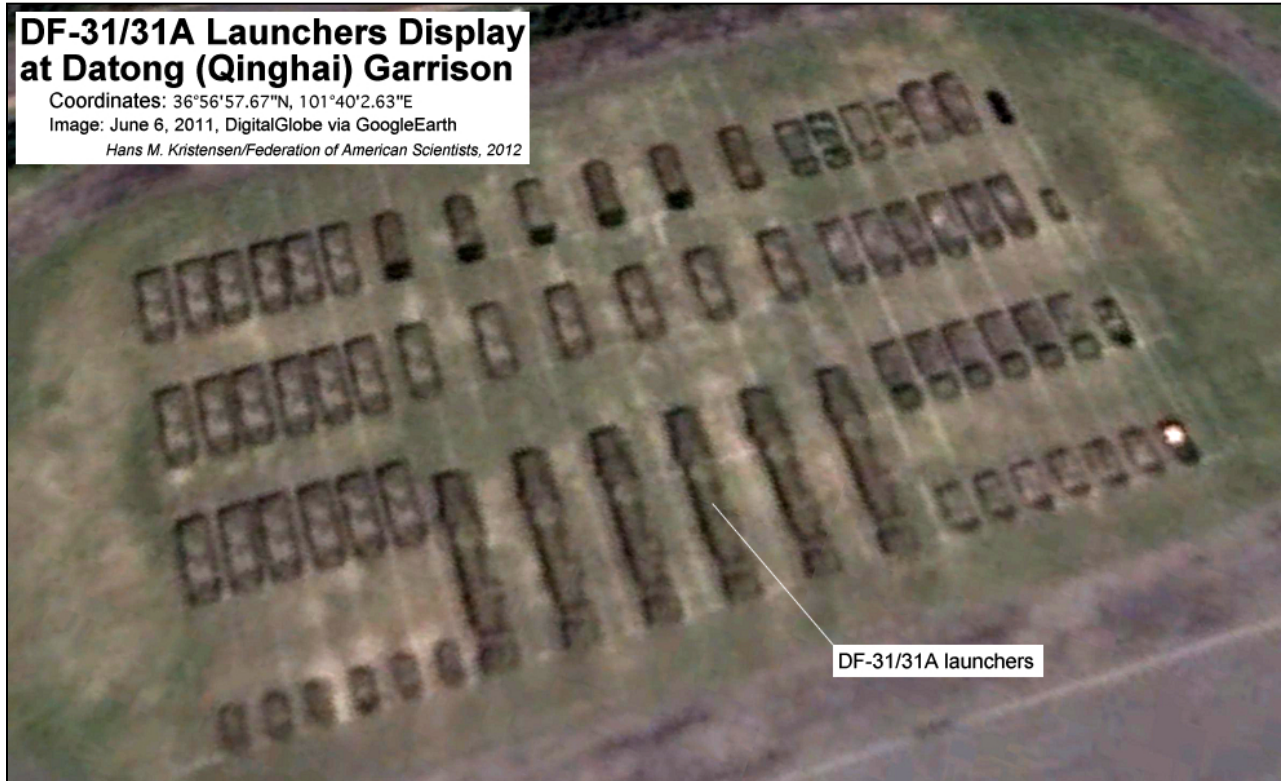 DF-31/31A Launchers Display
at Datong (Qinghai) Garrison
Coordinates: 36°56'57.67"N, 101°40'2.63"E
Image: June 6, 2011, DigitalGlobe via GoogleEarth
Hans M. Kristensen/Federation of American Scientists, 2012
DF-31/31A launchers